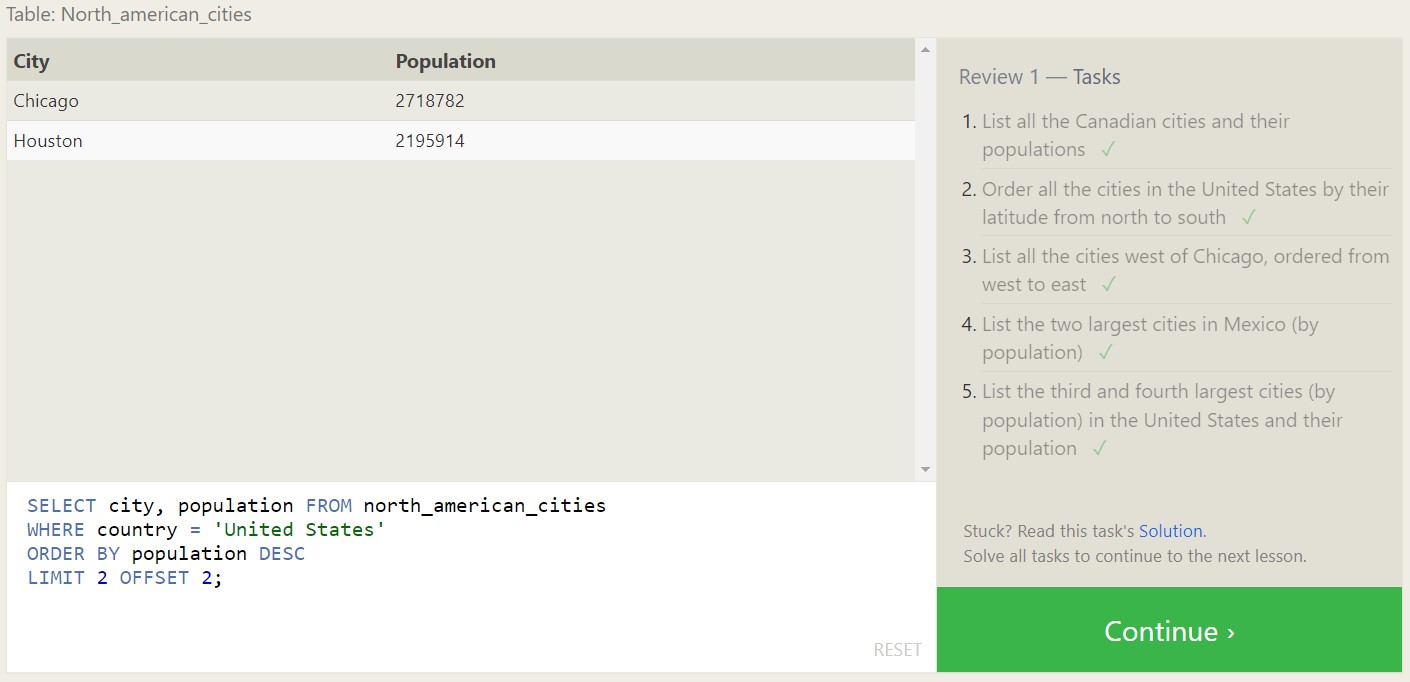 Table: North_american_cities
City Population
Chicago 2718782
Houston 2195914
SELECT city, population FROM north_american_cities
WHERE country = 'United States'
ORDER BY population DESC
LIMIT 2 OFFSET 2;
RESET
Review 1 — Tasks
1. List all the Canadian cities and their
populations ✓
2. Order all the cities in the United States by their
latitude from north to south ✓
3. List all the cities west of Chicago, ordered from
west to east ✓
4. List the two largest cities in Mexico (by
population) ✓
5. List the third and fourth largest cities (by
population) in the United States and their
population ✓
Stuck? Read this task's Solution.
Solve all tasks to continue to the next lesson.
Continue ›